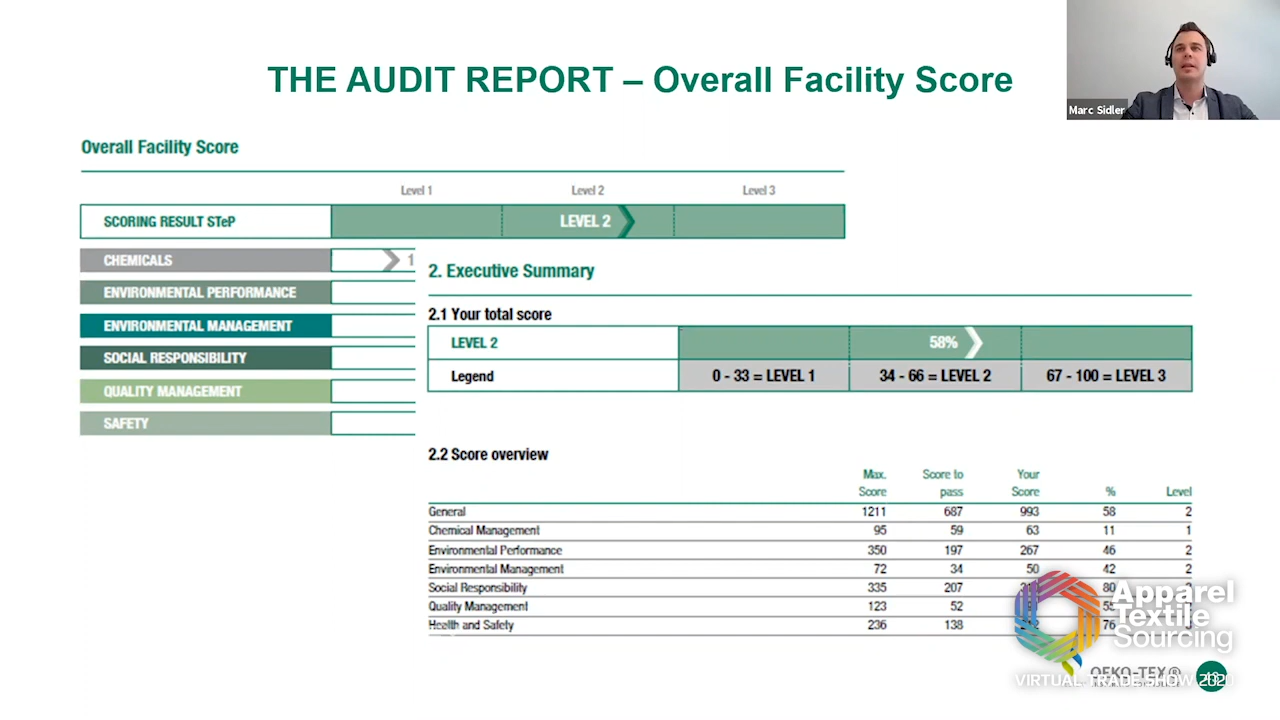 THE AUDIT REPORT – Overall Facility Score
Marc Sidler
Overall Facility Score
Level 1 Level 2 Level 3
SCORING RESULT STeP LEVEL 2
CHEMICALS 1
ENVIRONMENTAL PERFORMANCE
ENVIRONMENTAL MANAGEMENT
SOCIAL RESPONSIBILITY
QUALITY MANAGEMENT
SAFETY
2. Executive Summary
2.1 Your total score
LEVEL 2 58%
Legend 0 - 33 = LEVEL 1 34 - 66 = LEVEL 2 67 - 100 = LEVEL 3
2.2 Score overview
Max. Score to Your
Score pass Score % Level
General 1211 687 993 58 2
Chemical Management 95 59 63 11 1
Environmental Performance 350 197 267 46 2
Environmental Management 72 34 50 42 2
Social Responsibility 335 207 80
Quality Management 123 52
Health and Safety 236 138 76
Apparel
Textile
Sourcing
OEKO-TEX®
VIRTUAL TRADE SHOW 2020